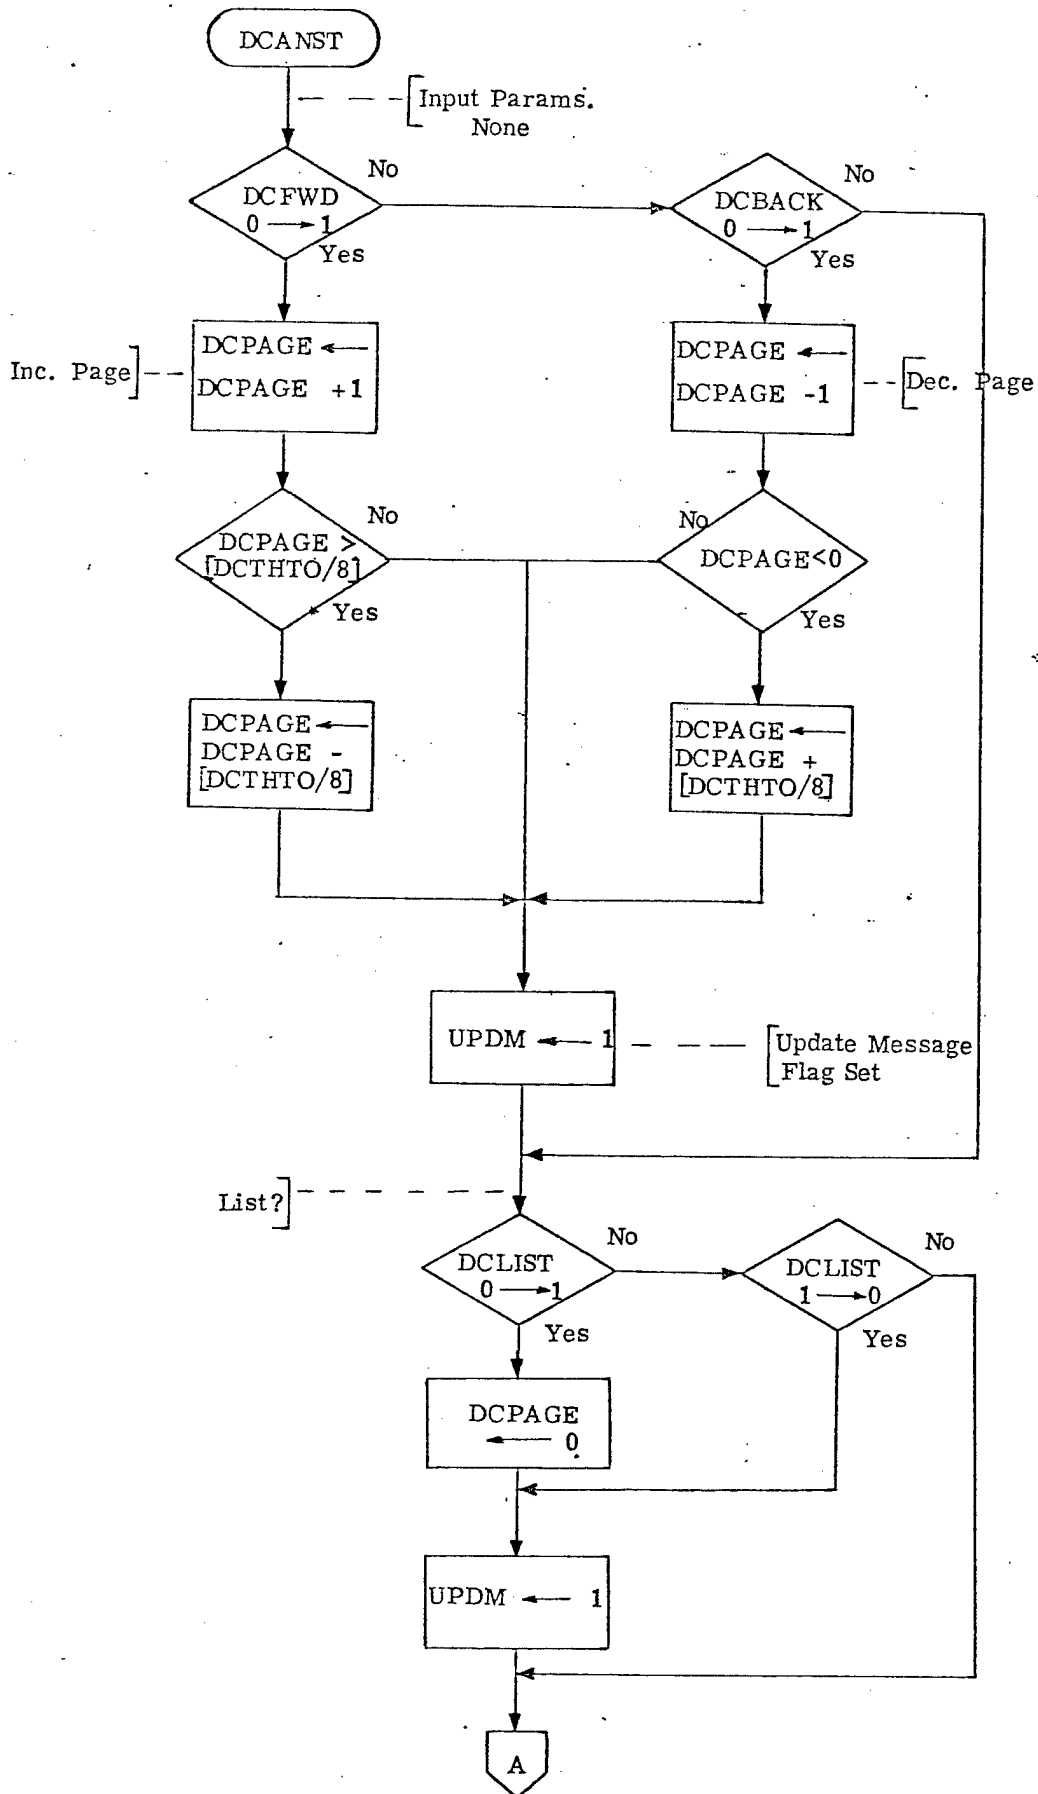 DCANST
[Input Params.
None
DCFWD
0 → 1
No
Yes
DCBACK
0 → 1
No
Yes
DCPAGE ←
DCPAGE +1
Inc. Page]
DCPAGE ←
DCPAGE -1
[Dec. Page
DCPAGE >
[DCTHTO/8]
No
Yes
DCPAGE<0
No
Yes
DCPAGE ←
DCPAGE -
[DCTHTO/8]
DCPAGE ←
DCPAGE +
[DCTHTO/8]
UPDM ← 1
[Update Message
Flag Set
List?]
DCLIST
0 → 1
No
Yes
DCLIST
1 → 0
No
Yes
DCPAGE
← 0
UPDM ← 1
A